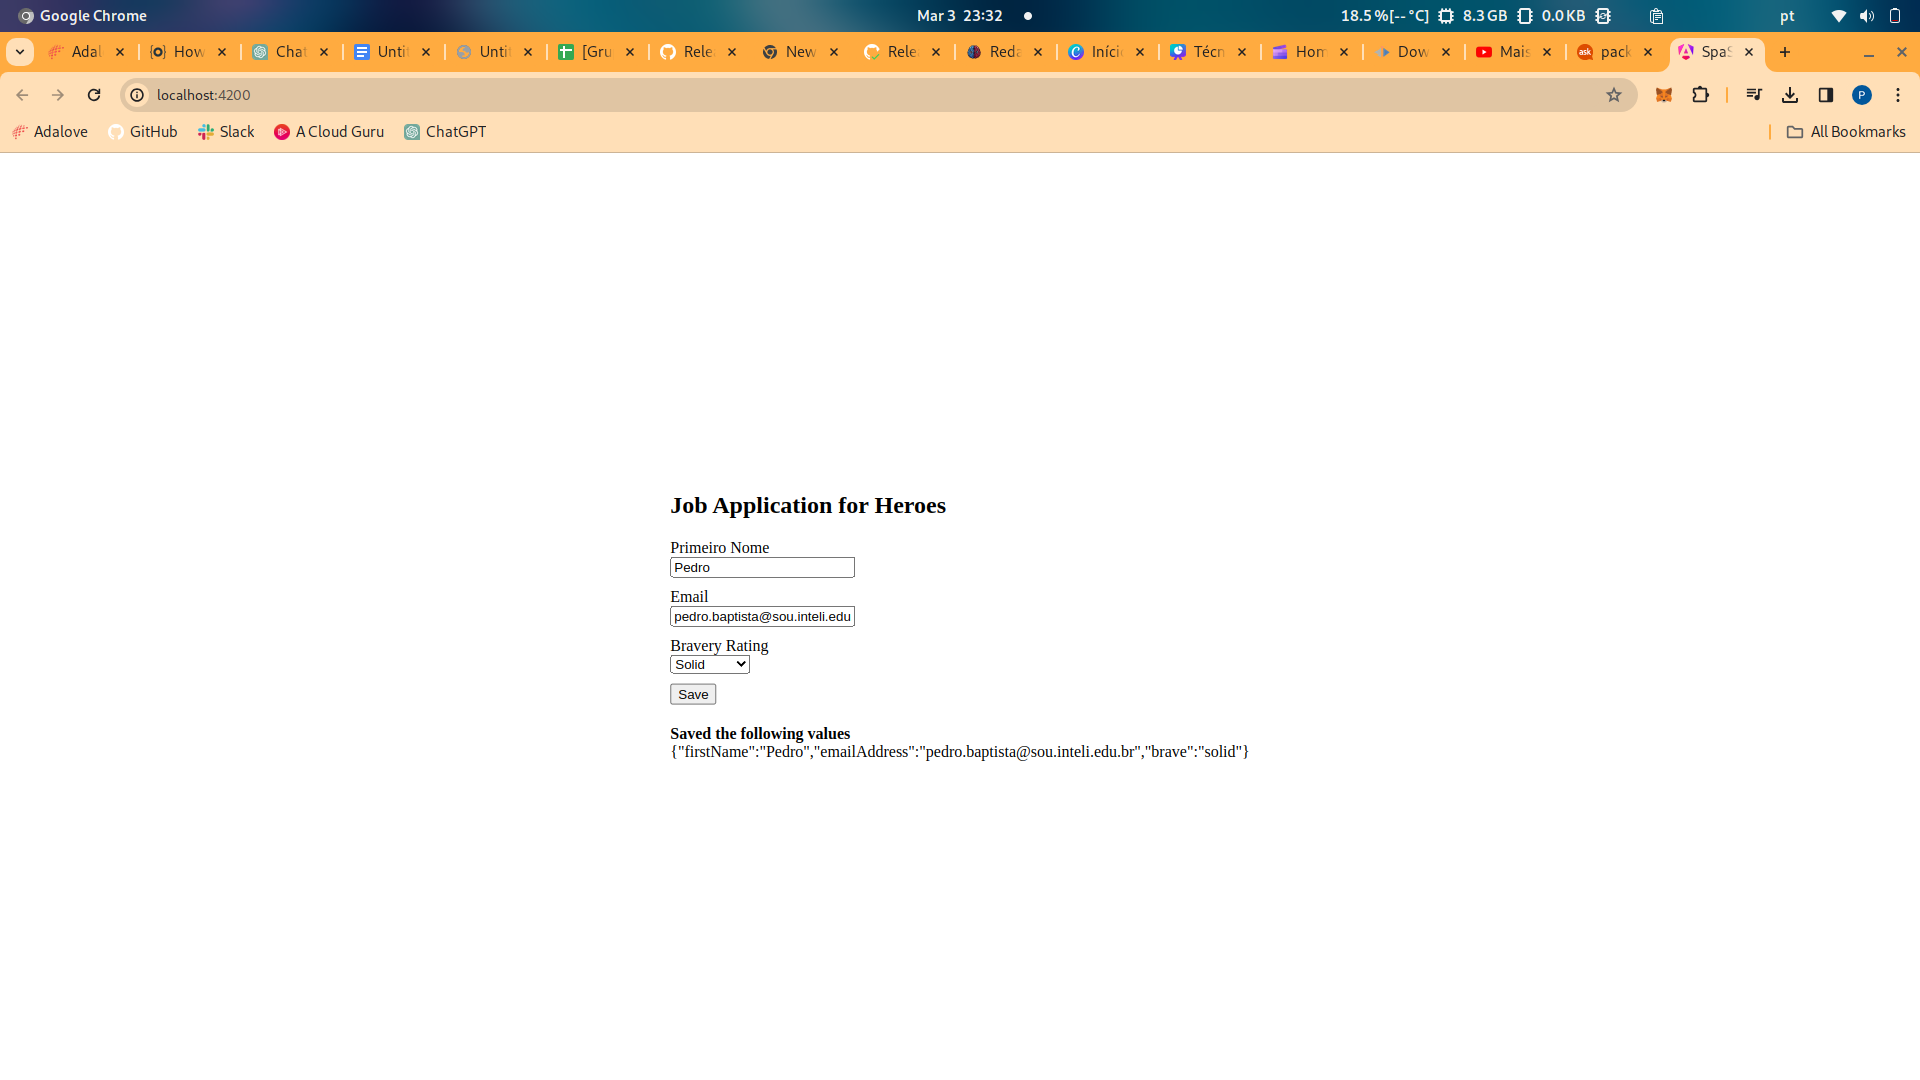 Google Chrome
Mar 3 23:32
18.5 % [-- °C] 8.3 GB 0.0 KB pt
Adal How Chat Untit Untit [Gru Rele New Rele Reda Iníci Técn Hom Dow Mais pack SpaS
localhost:4200
Adalove GitHub Slack A Cloud Guru ChatGPT All Bookmarks
Job Application for Heroes
Primeiro Nome
Pedro
Email
pedro.baptista@sou.inteli.edu
Bravery Rating
Solid
Save
Saved the following values
{"firstName":"Pedro","emailAddress":"pedro.baptista@sou.inteli.edu.br","brave":"solid"}